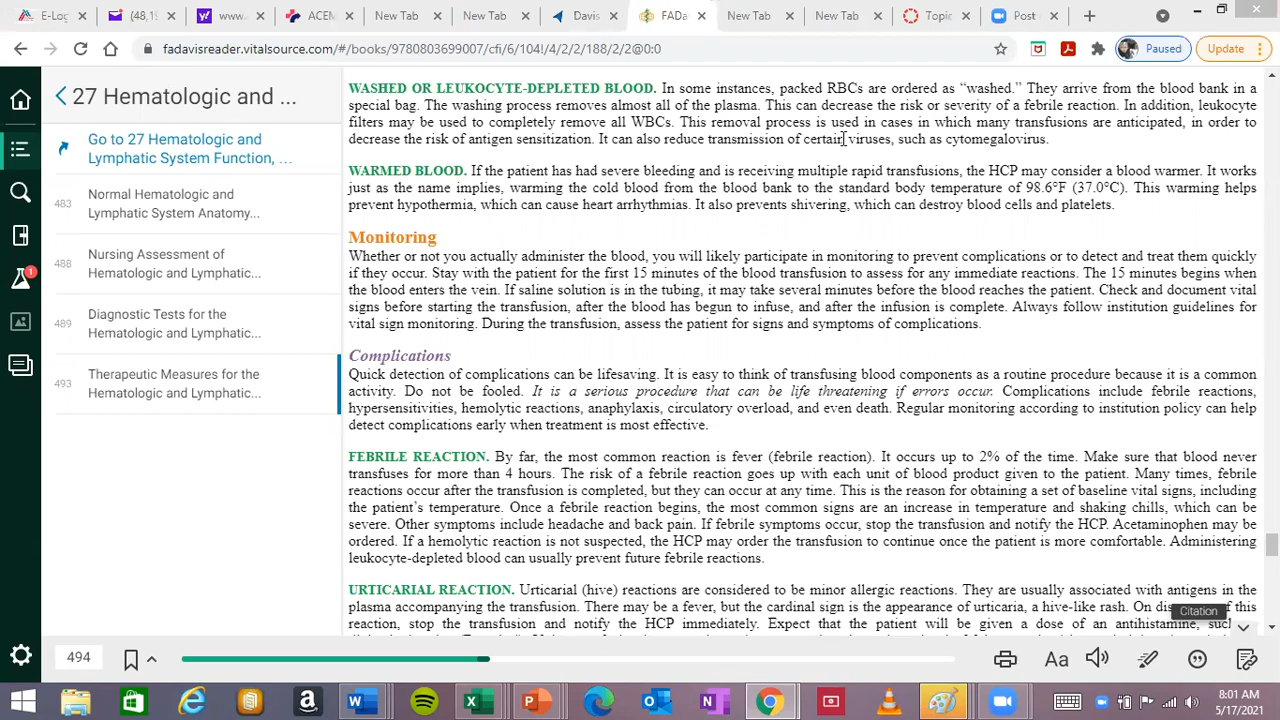 E-Log
(48,15
www.
ACEM
New Tab
New Tab
Davis
FADav
New Tab
New Tab
Topic
Post
fadavisreader.vitalsource.com/#/books/9780803699007/cfi/6/104!/4/2/2/188/2/2@0:0
Paused
Update
27 Hematologic and ...
Go to 27 Hematologic and
Lymphatic System Function, ...
483
Normal Hematologic and
Lymphatic System Anatomy...
488
Nursing Assessment of
Hematologic and Lymphatic...
489
Diagnostic Tests for the
Hematologic and Lymphatic...
493
Therapeutic Measures for the
Hematologic and Lymphatic...
1
WASHED OR LEUKOCYTE-DEPLETED BLOOD. In some instances, packed RBCs are ordered as “washed.” They arrive from the blood bank in a
special bag. The washing process removes almost all of the plasma. This can decrease the risk or severity of a febrile reaction. In addition, leukocyte
filters may be used to completely remove all WBCs. This removal process is used in cases in which many transfusions are anticipated, in order to
decrease the risk of antigen sensitization. It can also reduce transmission of certain viruses, such as cytomegalovirus.
WARMED BLOOD. If the patient has had severe bleeding and is receiving multiple rapid transfusions, the HCP may consider a blood warmer. It works
just as the name implies, warming the cold blood from the blood bank to the standard body temperature of 98.6°F (37.0°C). This warming helps
prevent hypothermia, which can cause heart arrhythmias. It also prevents shivering, which can destroy blood cells and platelets.
Monitoring
Whether or not you actually administer the blood, you will likely participate in monitoring to prevent complications or to detect and treat them quickly
if they occur. Stay with the patient for the first 15 minutes of the blood transfusion to assess for any immediate reactions. The 15 minutes begins when
the blood enters the vein. If saline solution is in the tubing, it may take several minutes before the blood reaches the patient. Check and document vital
signs before starting the transfusion, after the blood has begun to infuse, and after the infusion is complete. Always follow institution guidelines for
vital sign monitoring. During the transfusion, assess the patient for signs and symptoms of complications.
Complications
Quick detection of complications can be lifesaving. It is easy to think of transfusing blood components as a routine procedure because it is a common
activity. Do not be fooled. It is a serious procedure that can be life threatening if errors occur. Complications include febrile reactions,
hypersensitivities, hemolytic reactions, anaphylaxis, circulatory overload, and even death. Regular monitoring according to institution policy can help
detect complications early when treatment is most effective.
FEBRILE REACTION. By far, the most common reaction is fever (febrile reaction). It occurs up to 2% of the time. Make sure that blood never
transfuses for more than 4 hours. The risk of a febrile reaction goes up with each unit of blood product given to the patient. Many times, febrile
reactions occur after the transfusion is completed, but they can occur at any time. This is the reason for obtaining a set of baseline vital signs, including
the patient’s temperature. Once a febrile reaction begins, the most common signs are an increase in temperature and shaking chills, which can be
severe. Other symptoms include headache and back pain. If febrile symptoms occur, stop the transfusion and notify the HCP. Acetaminophen may be
ordered. If a hemolytic reaction is not suspected, the HCP may order the transfusion to continue once the patient is more comfortable. Administering
leukocyte-depleted blood can usually prevent future febrile reactions.
URTICARIAL REACTION. Urticarial (hive) reactions are considered to be minor allergic reactions. They are usually associated with antigens in the
plasma accompanying the transfusion. There may be a fever, but the cardinal sign is the appearance of urticaria, a hive-like rash. On of this
reaction, stop the transfusion and notify the HCP immediately. Expect that the patient will be given a dose of an antihistamine,
Citation
494
Aa
8:01 AM
5/17/2021